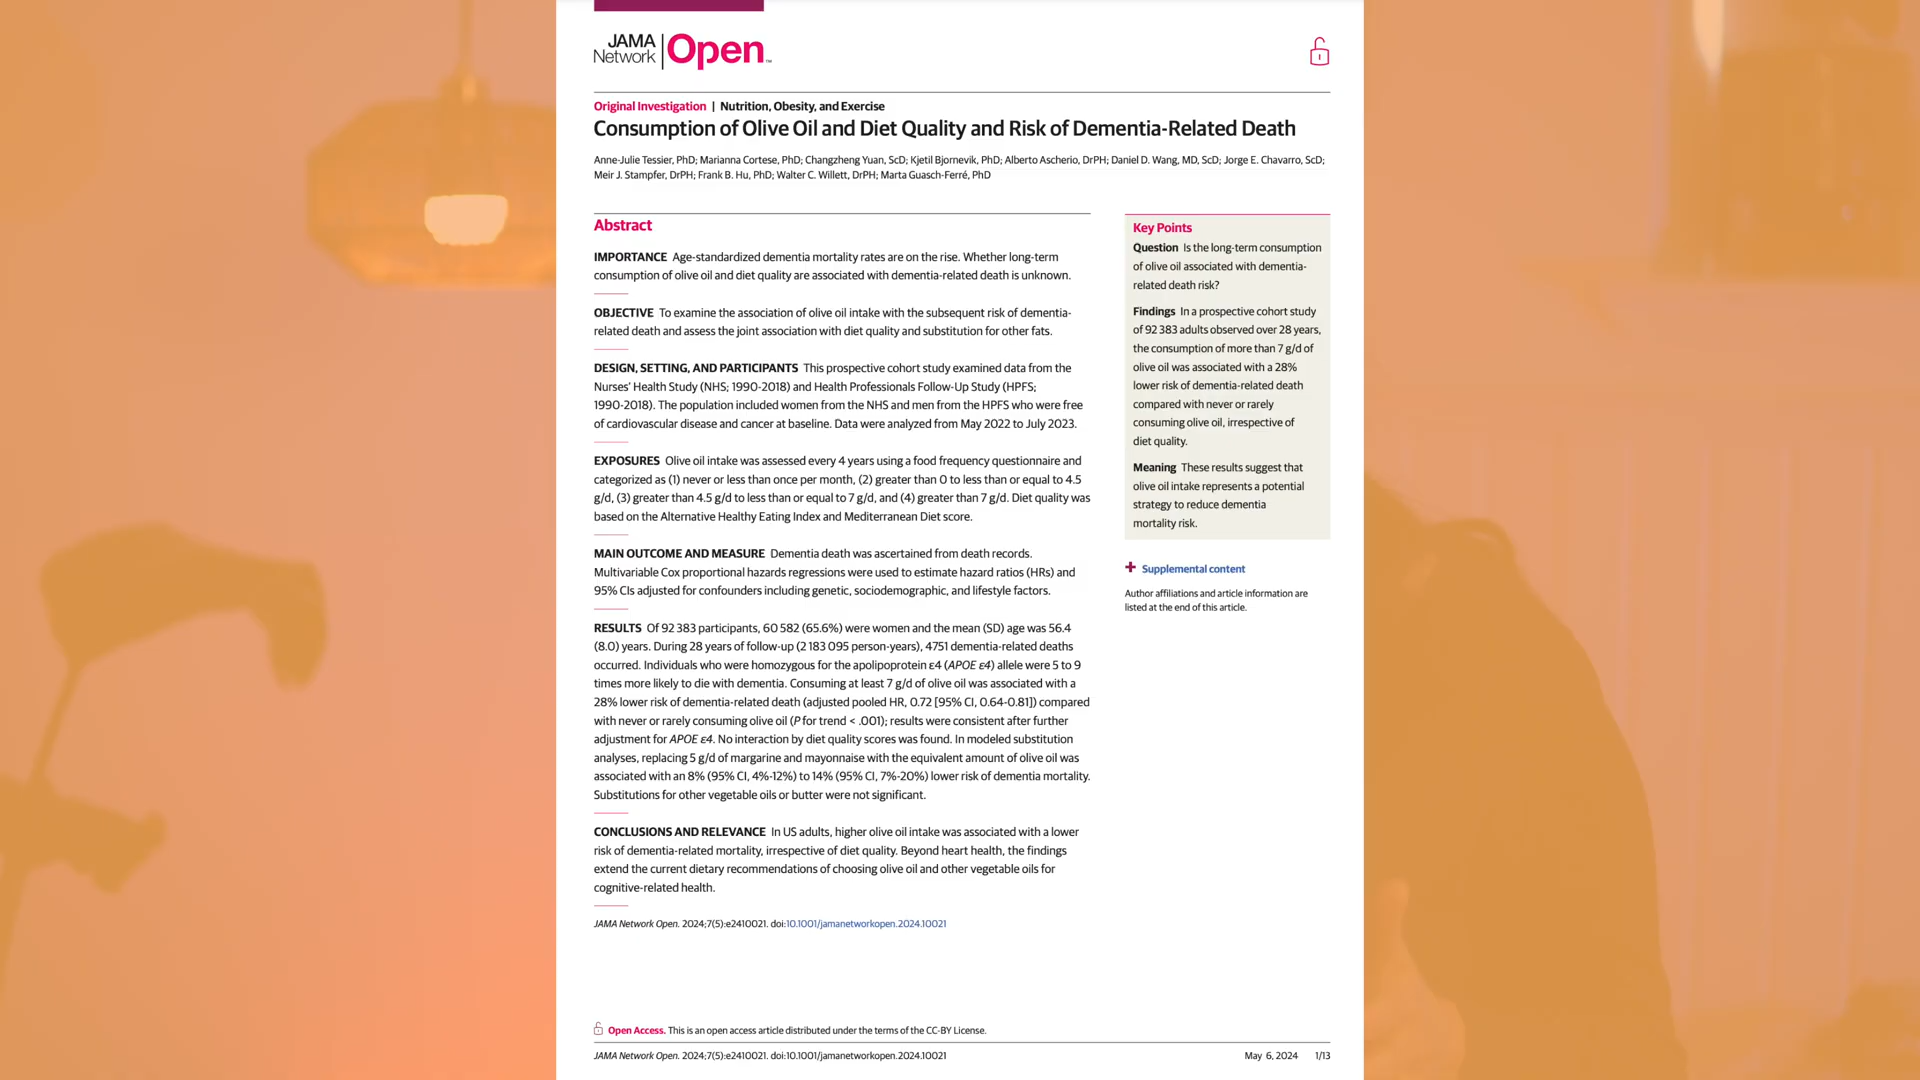 JAMA
Network
Open™
Original Investigation | Nutrition, Obesity, and Exercise
Consumption of Olive Oil and Diet Quality and Risk of Dementia-Related Death
Anne-Julie Tessier, PhD; Marianna Cortese, PhD; Changzheng Yuan, ScD; Kjetil Bjornevik, PhD; Alberto Ascherio, DrPH; Daniel D. Wang, MD, ScD; Jorge E. Chavarro, ScD;
Meir J. Stampfer, DrPH; Frank B. Hu, PhD; Walter C. Willett, DrPH; Marta Guasch-Ferré, PhD
Abstract
IMPORTANCE Age-standardized dementia mortality rates are on the rise. Whether long-term
consumption of olive oil and diet quality are associated with dementia-related death is unknown.
OBJECTIVE To examine the association of olive oil intake with the subsequent risk of dementia-
related death and assess the joint association with diet quality and substitution for other fats.
DESIGN, SETTING, AND PARTICIPANTS This prospective cohort study examined data from the
Nurses' Health Study (NHS; 1990-2018) and Health Professionals Follow-Up Study (HPFS;
1990-2018). The population included women from the NHS and men from the HPFS who were free
of cardiovascular disease and cancer at baseline. Data were analyzed from May 2022 to July 2023.
EXPOSURES Olive oil intake was assessed every 4 years using a food frequency questionnaire and
categorized as (1) never or less than once per month, (2) greater than 0 to less than or equal to 4.5
g/d, (3) greater than 4.5 g/d to less than or equal to 7 g/d, and (4) greater than 7 g/d. Diet quality was
based on the Alternative Healthy Eating Index and Mediterranean Diet score.
MAIN OUTCOME AND MEASURE Dementia death was ascertained from death records.
Multivariable Cox proportional hazards regressions were used to estimate hazard ratios (HRs) and
95% CIs adjusted for confounders including genetic, sociodemographic, and lifestyle factors.
RESULTS Of 92 383 participants, 60 582 (65.6%) were women and the mean (SD) age was 56.4
(8.0) years. During 28 years of follow-up (2 183 095 person-years), 4751 dementia-related deaths
occurred. Individuals who were homozygous for the apolipoprotein ε4 (APOE ε4) allele were 5 to 9
times more likely to die with dementia. Consuming at least 7 g/d of olive oil was associated with a
28% lower risk of dementia-related death (adjusted pooled HR, 0.72 [95% CI, 0.64-0.81]) compared
with never or rarely consuming olive oil (P for trend < .001); results were consistent after further
adjustment for APOE ε4. No interaction by diet quality scores was found. In modeled substitution
analyses, replacing 5 g/d of margarine and mayonnaise with the equivalent amount of olive oil was
associated with an 8% (95% CI, 4%-12%) to 14% (95% CI, 7%-20%) lower risk of dementia mortality.
Substitutions for other vegetable oils or butter were not significant.
CONCLUSIONS AND RELEVANCE In US adults, higher olive oil intake was associated with a lower
risk of dementia-related mortality, irrespective of diet quality. Beyond heart health, the findings
extend the current dietary recommendations of choosing olive oil and other vegetable oils for
cognitive-related health.
JAMA Network Open. 2024;7(5):e2410021. doi:10.1001/jamanetworkopen.2024.10021
Key Points
Question Is the long-term consumption
of olive oil associated with dementia-
related death risk?
Findings In a prospective cohort study
of 92 383 adults observed over 28 years,
the consumption of more than 7 g/d of
olive oil was associated with a 28%
lower risk of dementia-related death
compared with never or rarely
consuming olive oil, irrespective of
diet quality.
Meaning These results suggest that
olive oil intake represents a potential
strategy to reduce dementia
mortality risk.
+ Supplemental content
Author affiliations and article information are
listed at the end of this article.
Open Access. This is an open access article distributed under the terms of the CC-BY License.
JAMA Network Open. 2024;7(5):e2410021. doi:10.1001/jamanetworkopen.2024.10021
May 6, 2024 1/13